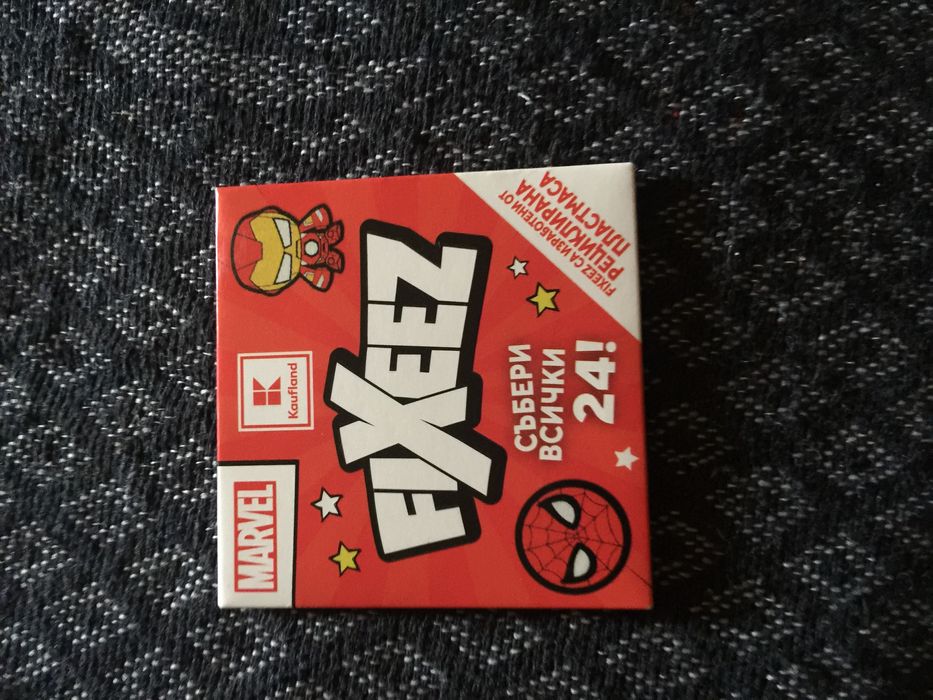 MARVEL
Kaufland
FIXEEZ
СЪБЕРИ
ВСИЧКИ
24!
FIXEEZ СА ИЗРАБОТЕНИ ОТ
РЕЦИКЛИРАНА
ПЛАСТМАСА